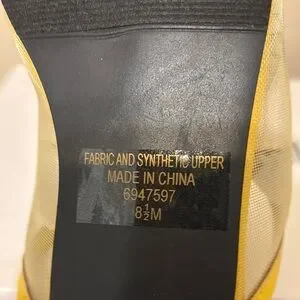 FABRIC AND SYNTHETIC UPPER
MADE IN CHINA
6947597
8½M